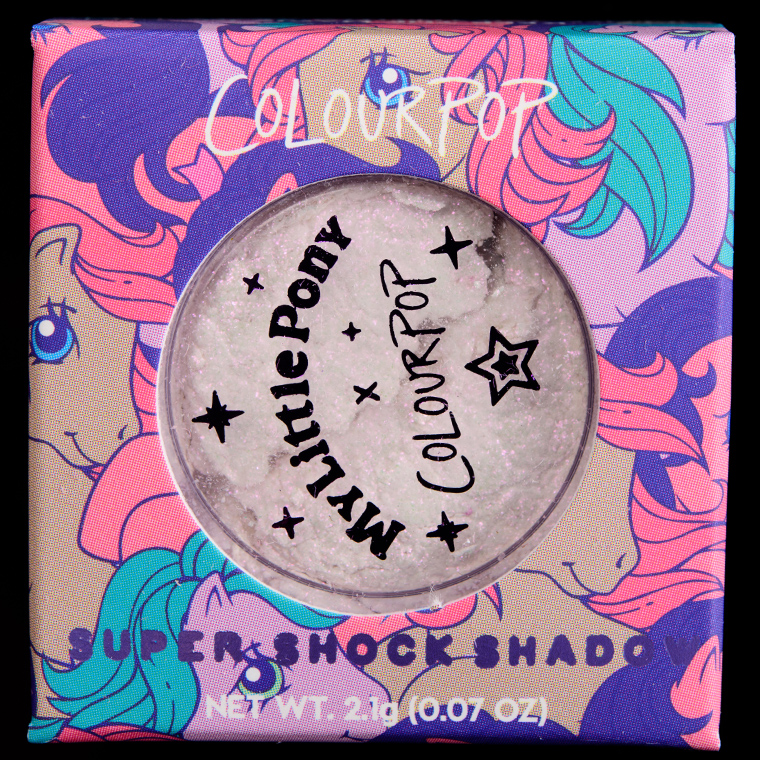 COLOURPOP
My Little Pony
COLOURPOP
SUPER SHOCK SHADOW
NET WT. 2.1g (0.07 OZ)